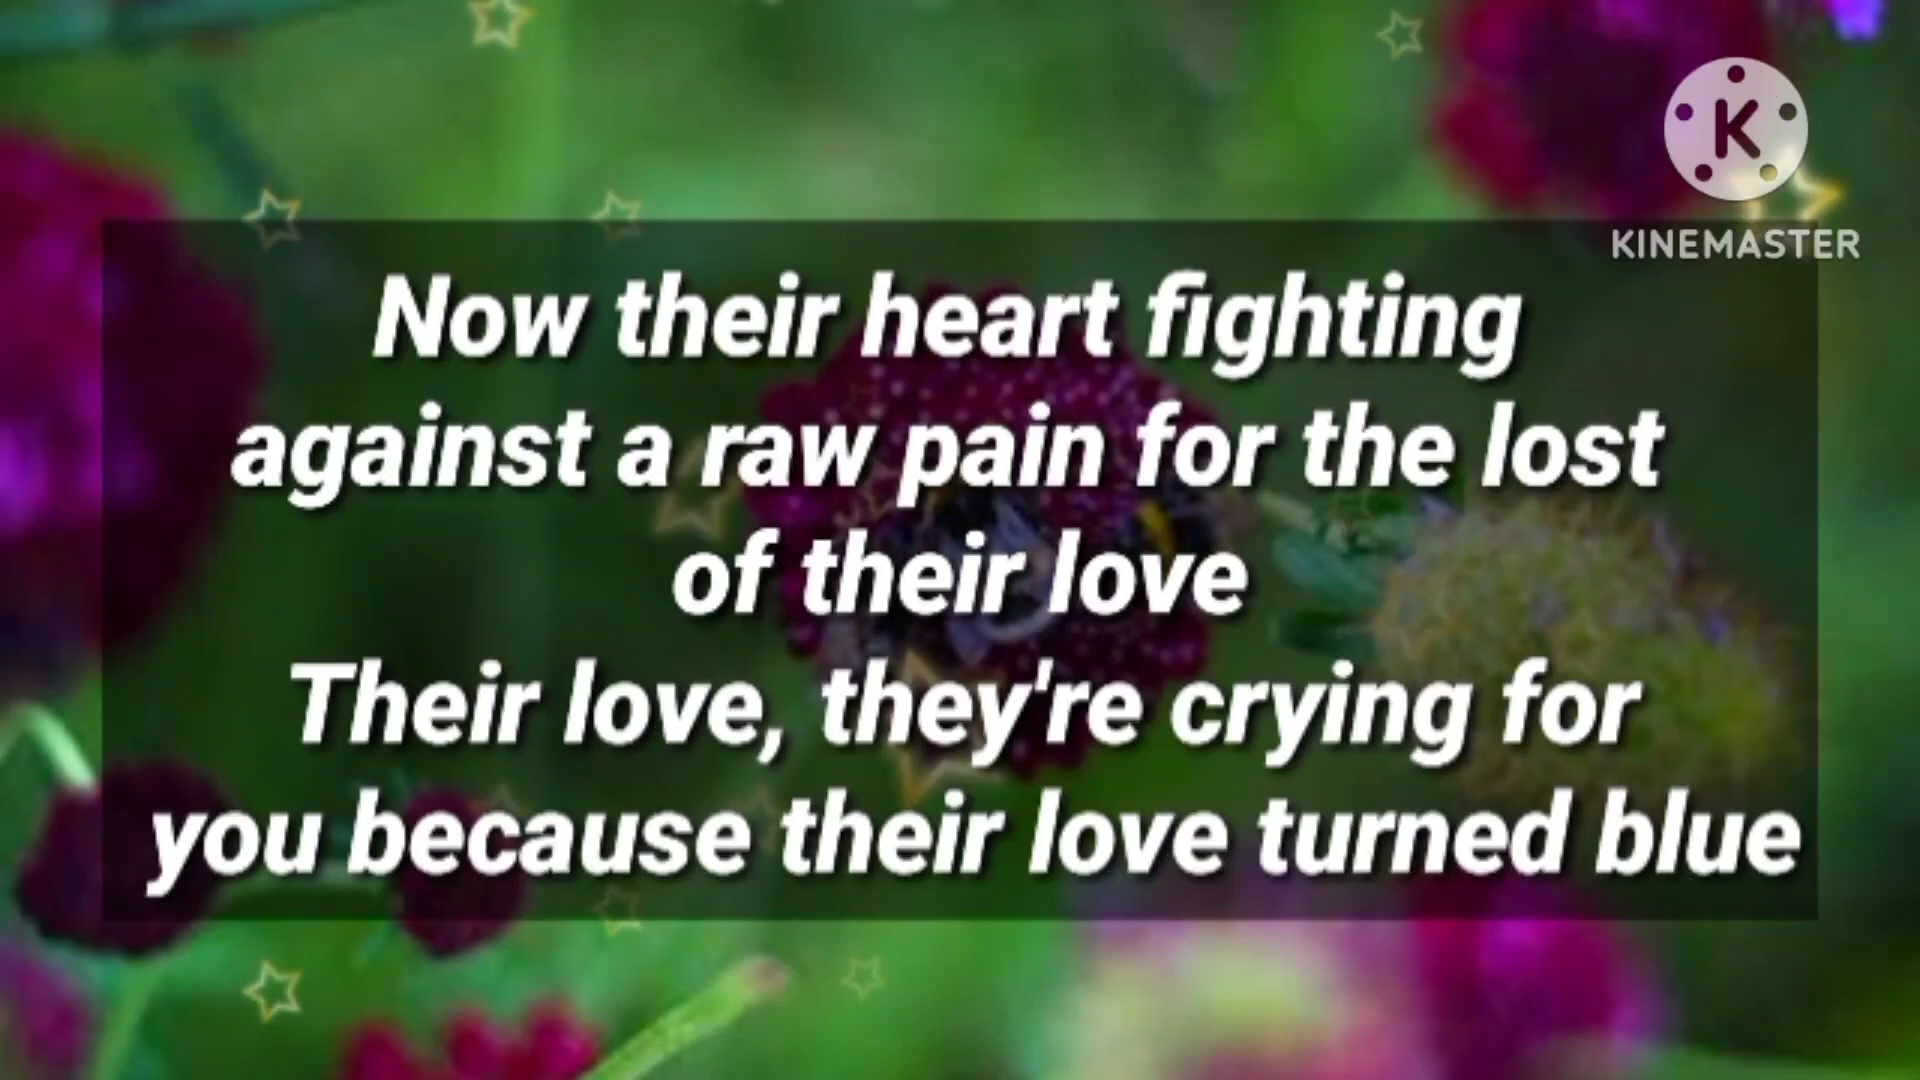 K
KINEMASTER
Now their heart fighting
against a raw pain for the lost
of their love
Their love, they're crying for
you because their love turned blue